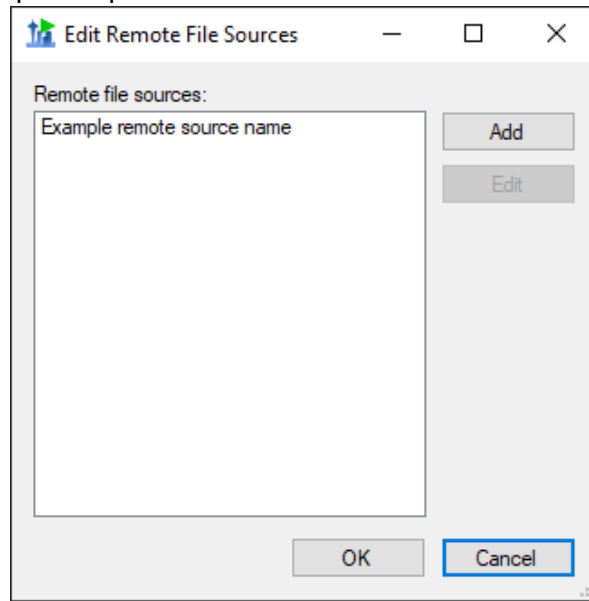 Edit Remote File Sources
Remote file sources:
Example remote source name
Add
Edit
OK
Cancel